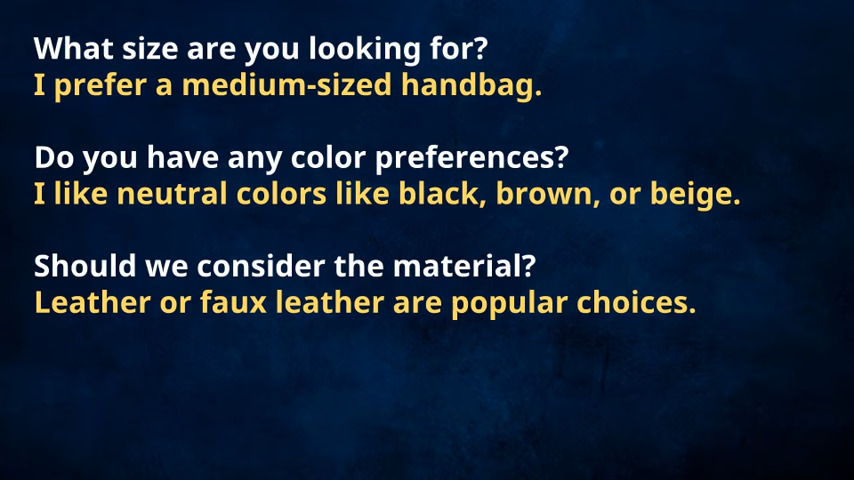 What size are you looking for?
I prefer a medium-sized handbag.
Do you have any color preferences?
I like neutral colors like black, brown, or beige.
Should we consider the material?
Leather or faux leather are popular choices.